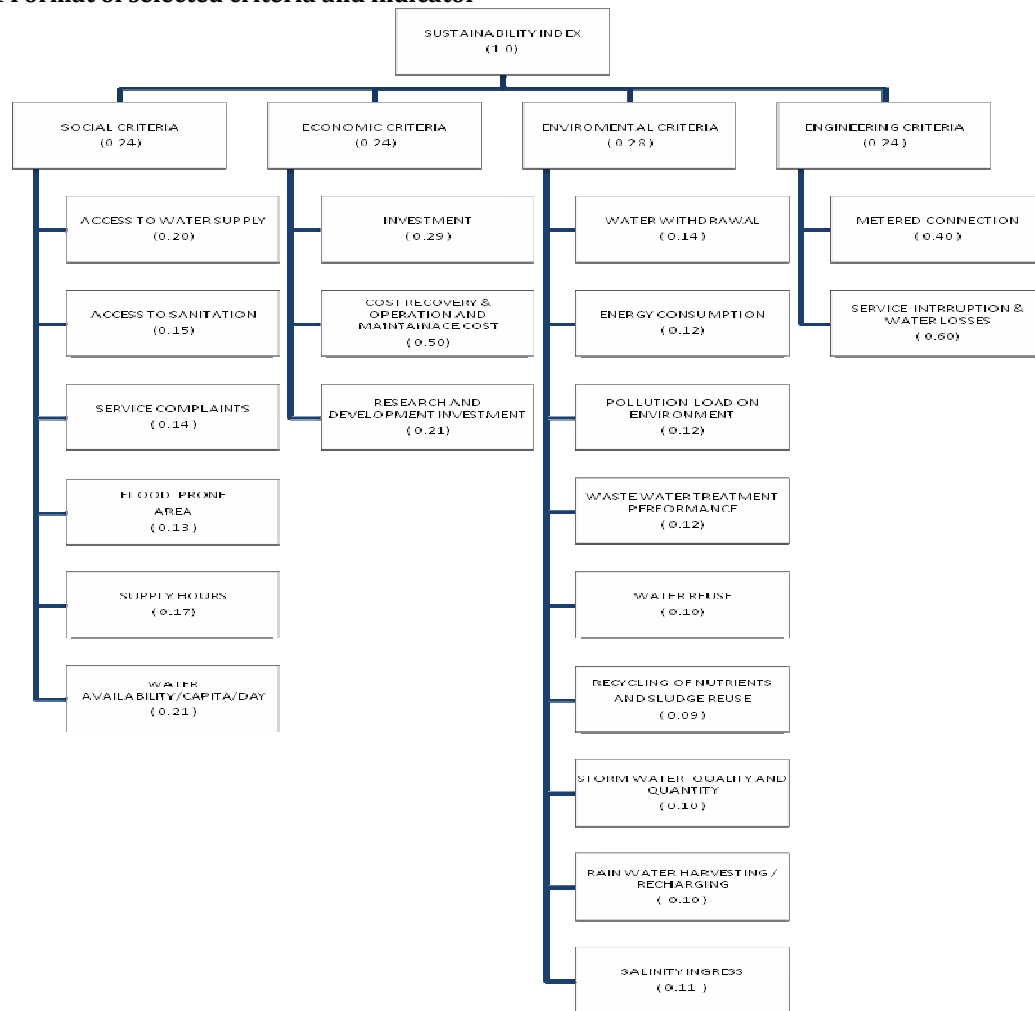 Format of selected criteria and indicator
SUSTAINABILITY INDEX
(1.0)
SOCIAL CRITERIA
(0.24)
ECONOMIC CRITERIA
(0.24)
ENVIROMENTAL CRITERIA
(0.28)
ENGINEERING CRITERIA
(0.24)
ACCESS TO WATER SUPPLY
(0.20)
ACCESS TO SANITATION
(0.15)
SERVICE COMPLAINTS
(0.14)
FLOOD PRONE
AREA
(0.13)
SUPPLY HOURS
(0.17)
WATER
AVAILABILITY/CAPITA/DAY
(0.21)
INVESTMENT
(0.29)
COST RECOVERY &
OPERATION AND
MAINTAINACE COST
(0.50)
RESEARCH AND
DEVELOPMENT INVESTMENT
(0.21)
WATER WITHDRAWAL
(0.14)
ENERGY CONSUMPTION
(0.12)
POLLUTION LOAD ON
ENVIRONMENT
(0.12)
WASTE WATER TREATMENT
PERFORMANCE
(0.12)
WATER REUSE
(0.10)
RECYCLING OF NUTRIENTS
AND SLUDGE REUSE
(0.09)
STORM WATER QUALITY AND
QUANTITY
(0.10)
RAIN WATER HARVESTING /
RECHARGING
(0.10)
SALINITY INGRESS
(0.11)
METERED CONNECTION
(0.40)
SERVICE INTRRUPTION &
WATER LOSSES
(0.60)